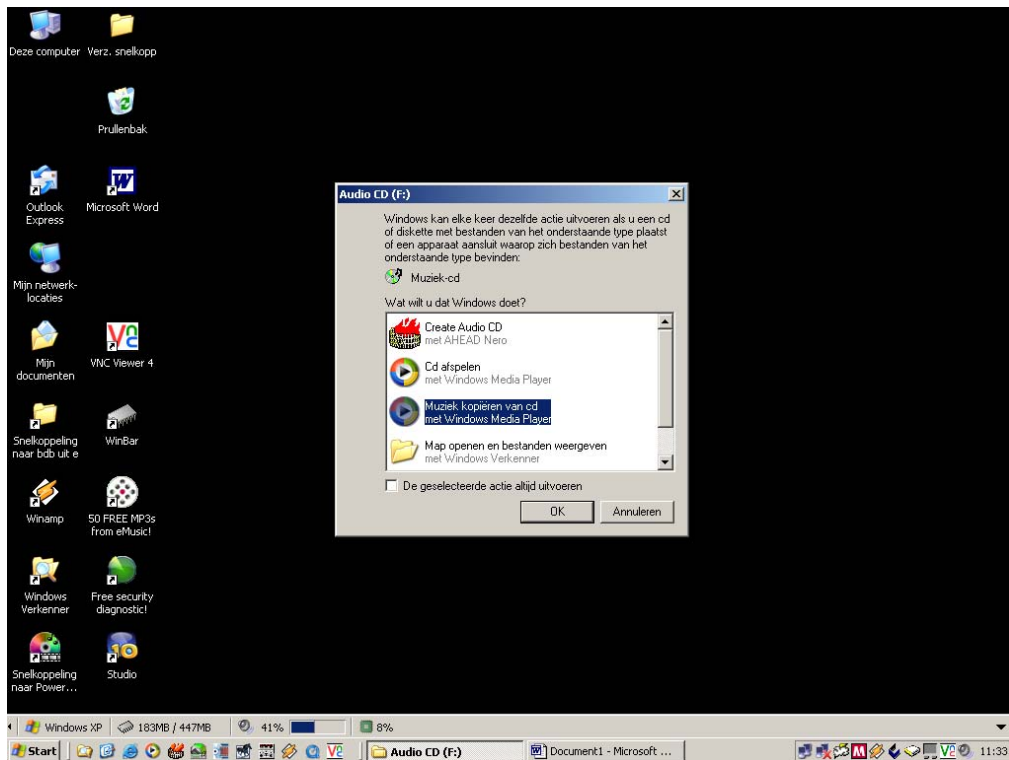 Deze computer
Verz. snelkopp
Prullenbak
Outlook
Express
Microsoft Word
Mijn netwerk-
locaties
Mijn
documenten
VNC Viewer 4
Snelkoppeling
naar bdb uit e
WinBar
Winamp
50 FREE MP3s
from eMusic!
Windows
Verkenner
Free security
diagnostic!
Snelkoppeling
naar Power...
Studio
Audio CD (F:)
Windows kan elke keer dezelfde actie uitvoeren als u een cd
of diskette met bestanden van het onderstaande type plaatst
of een apparaat aansluit waarop zich bestanden van het
onderstaande type bevinden:
Muziek-cd
Wat wilt u dat Windows doet?
Create Audio CD
met AHEAD Nero
Cd afspelen
met Windows Media Player
Muziek kopiëren van cd
met Windows Media Player
Map openen en bestanden weergeven
met Windows Verkenner
De geselecteerde actie altijd uitvoeren
OK
Annuleren
Windows XP
183MB / 447MB
41%
8%
Start
Audio CD (F:)
Document1 - Microsoft ...
11:33